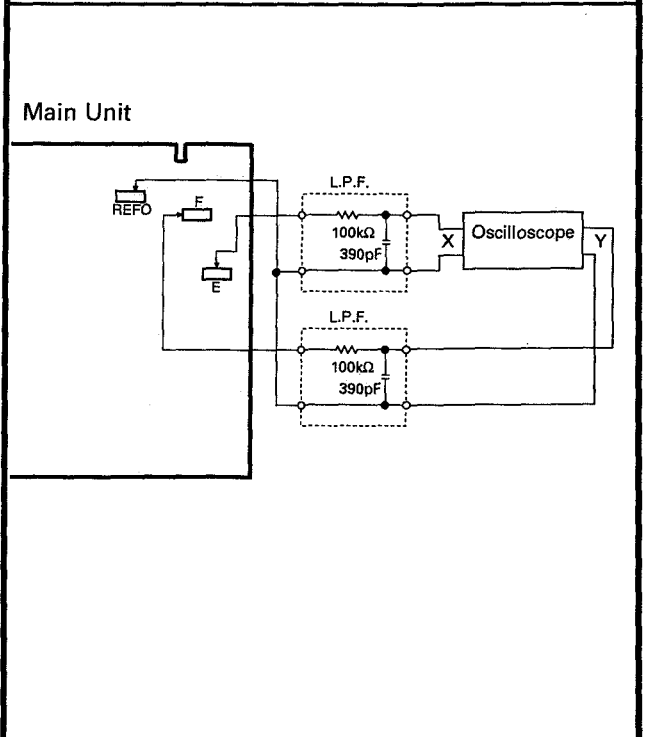 Main Unit
L.P.F.
REFO
F
E
100kΩ
390pF
X
Oscilloscope
Y
L.P.F.
100kΩ
390pF